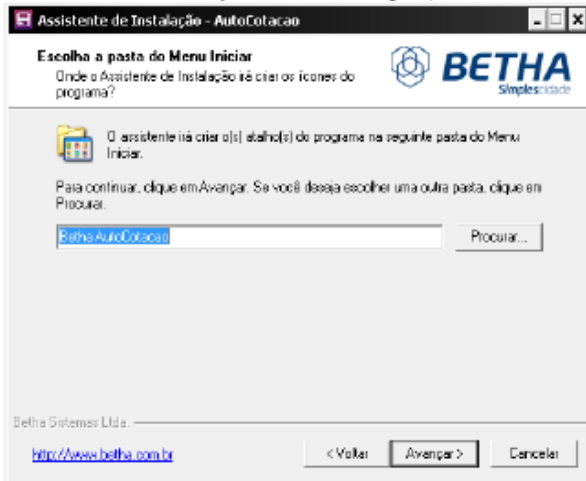 Assistente de Instalação - AutoCotacao
Escolha a pasta do Menu Iniciar
Onde o Assistente de Instalação irá criar os ícones do
programa?
BETHA
Simplescidade
O assistente irá criar o(s) atalho(s) do programa na seguinte pasta do Menu
Iniciar.
Para continuar, clique em Avançar. Se você deseja escolher uma outra pasta, clique em
Procurar.
Betha AutoCotacao
Procurar...
Betha Sistemas Ltda.
http://www.betha.com.br
< Voltar
Avançar >
Cancelar